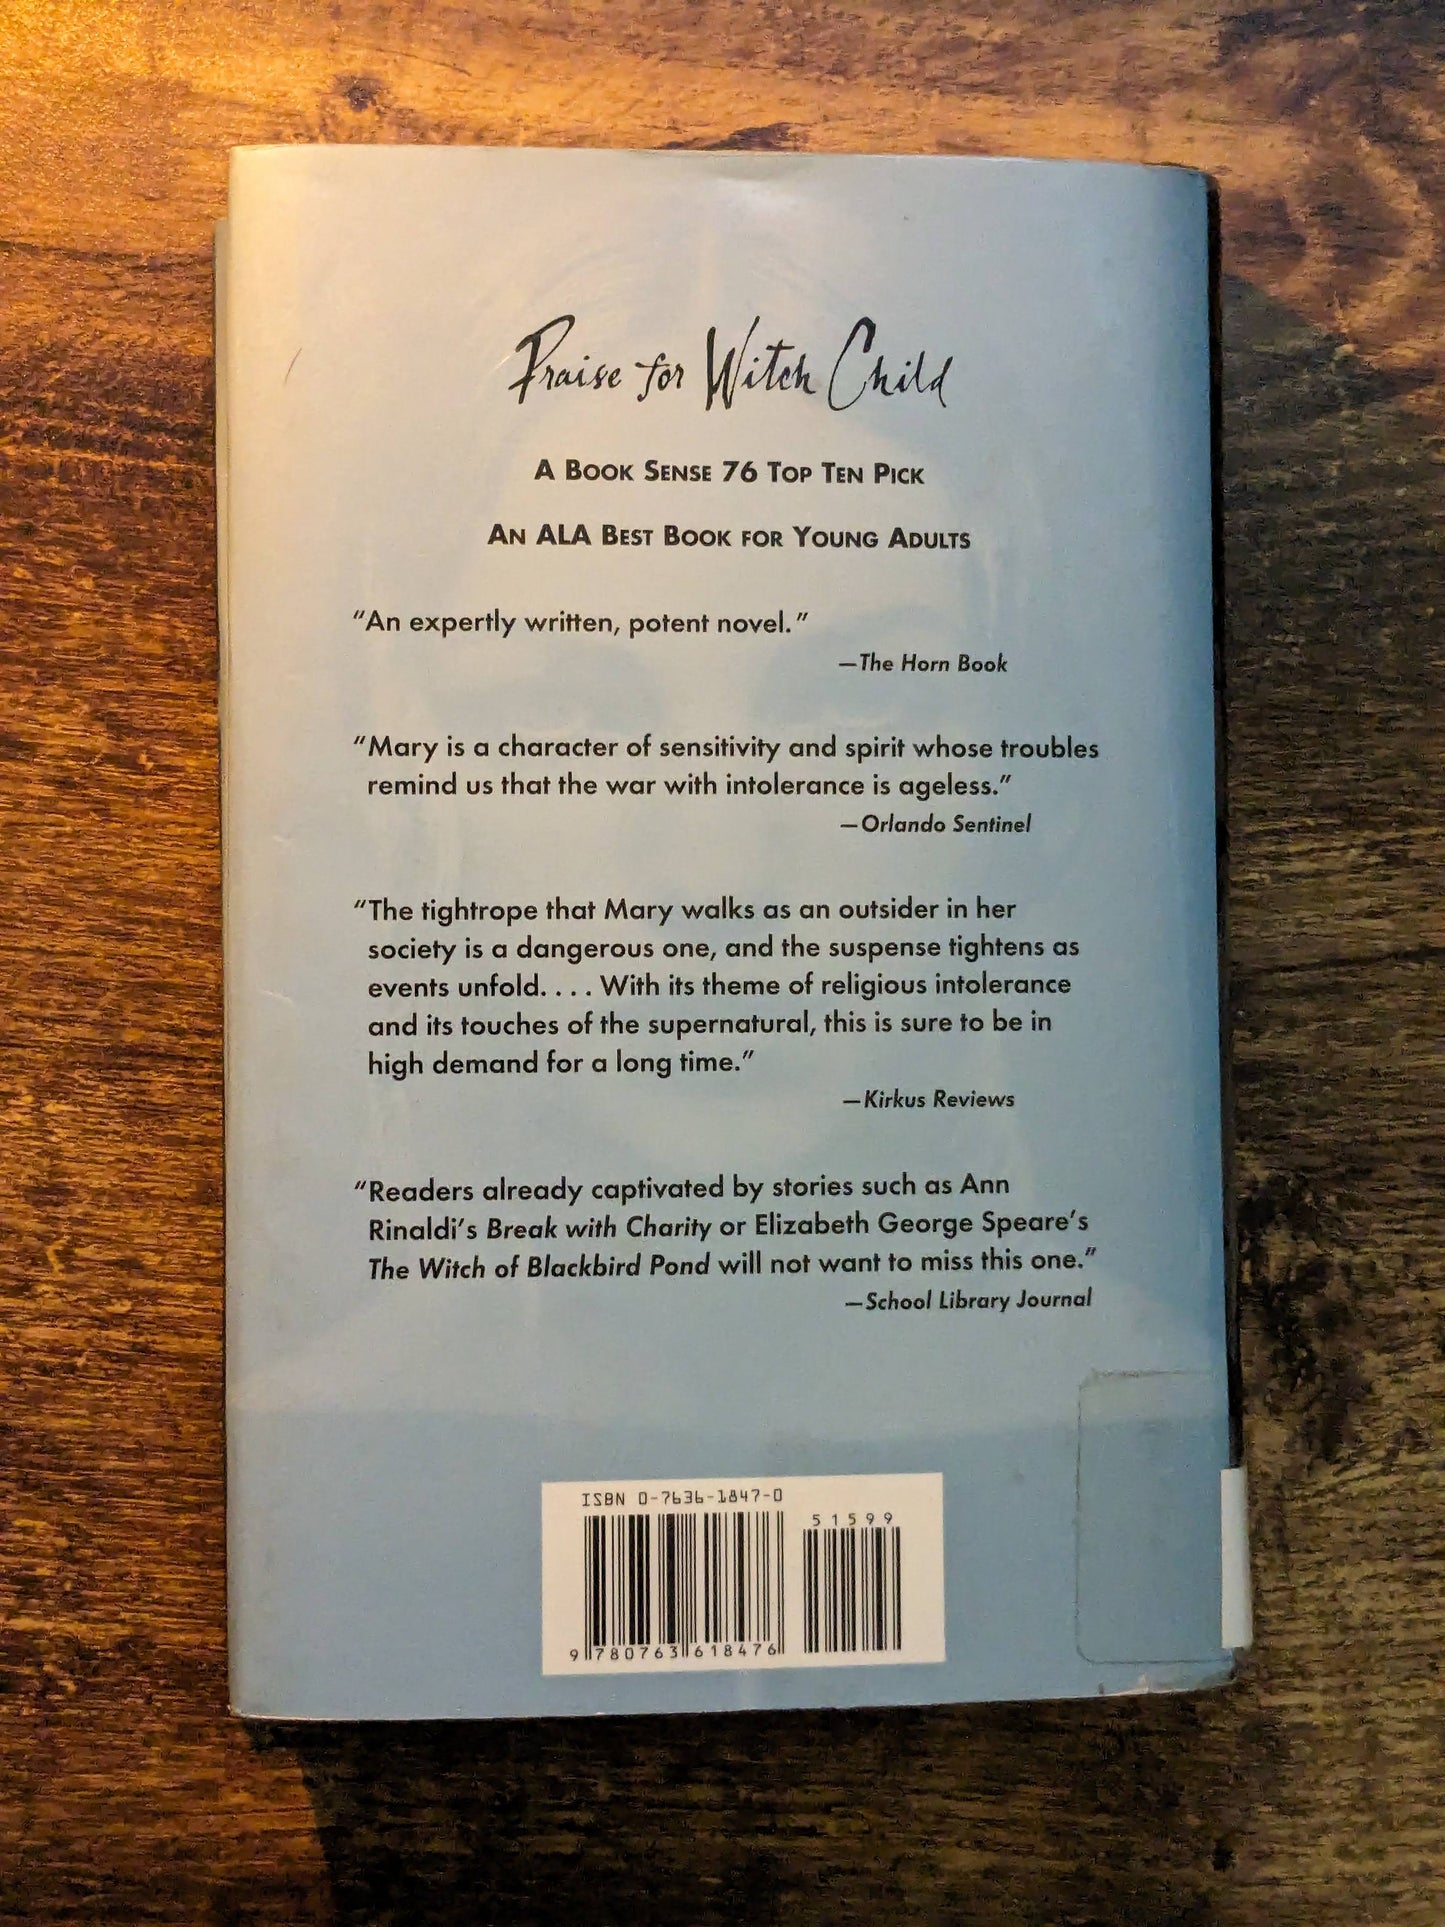 Praise for Witch Child
A Book Sense 76 Top Ten Pick
An ALA Best Book for Young Adults
“An expertly written, potent novel.”
—The Horn Book
“Mary is a character of sensitivity and spirit whose troubles
remind us that the war with intolerance is ageless.”
—Orlando Sentinel
“The tightrope that Mary walks as an outsider in her
society is a dangerous one, and the suspense tightens as
events unfold. . . . With its theme of religious intolerance
and its touches of the supernatural, this is sure to be in
high demand for a long time.”
—Kirkus Reviews
“Readers already captivated by stories such as Ann
Rinaldi’s Break with Charity or Elizabeth George Speare’s
The Witch of Blackbird Pond will not want to miss this one.”
—School Library Journal
ISBN 0-7636-1847-0
51599
9 780763 618476